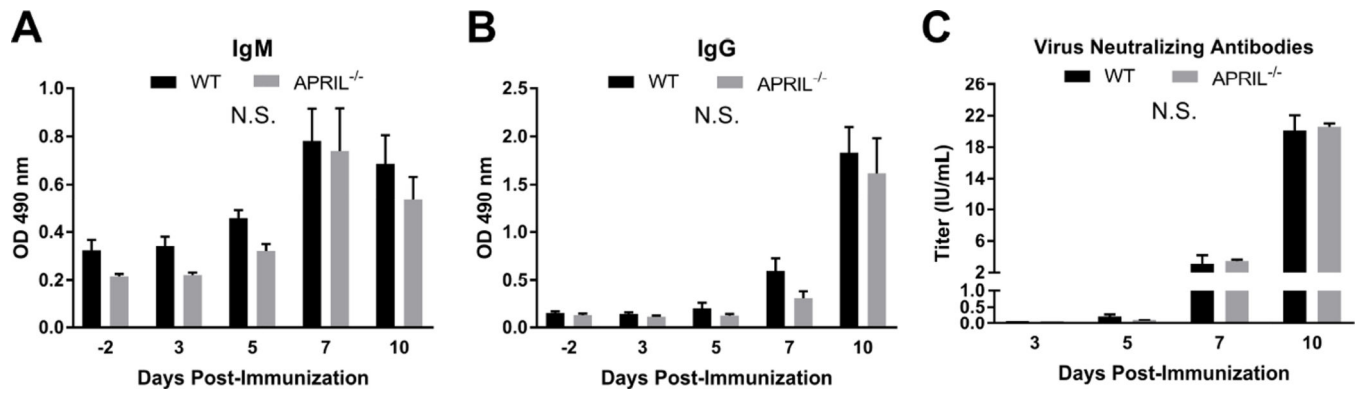 A
IgM
WT APRIL-/-
N.S.
1.0
0.8
0.6
0.4
0.2
0.0
OD 490 nm
-2 3 5 7 10
Days Post-Immunization
B
IgG
WT APRIL-/-
N.S.
2.5
2.0
1.5
1.0
0.5
0.0
OD 490 nm
-2 3 5 7 10
Days Post-Immunization
C
Virus Neutralizing Antibodies
WT APRIL-/-
N.S.
26
22
18
14
10
6
2
1.0
0.5
0.0
Titer (IU/mL)
3 5 7 10
Days Post-Immunization